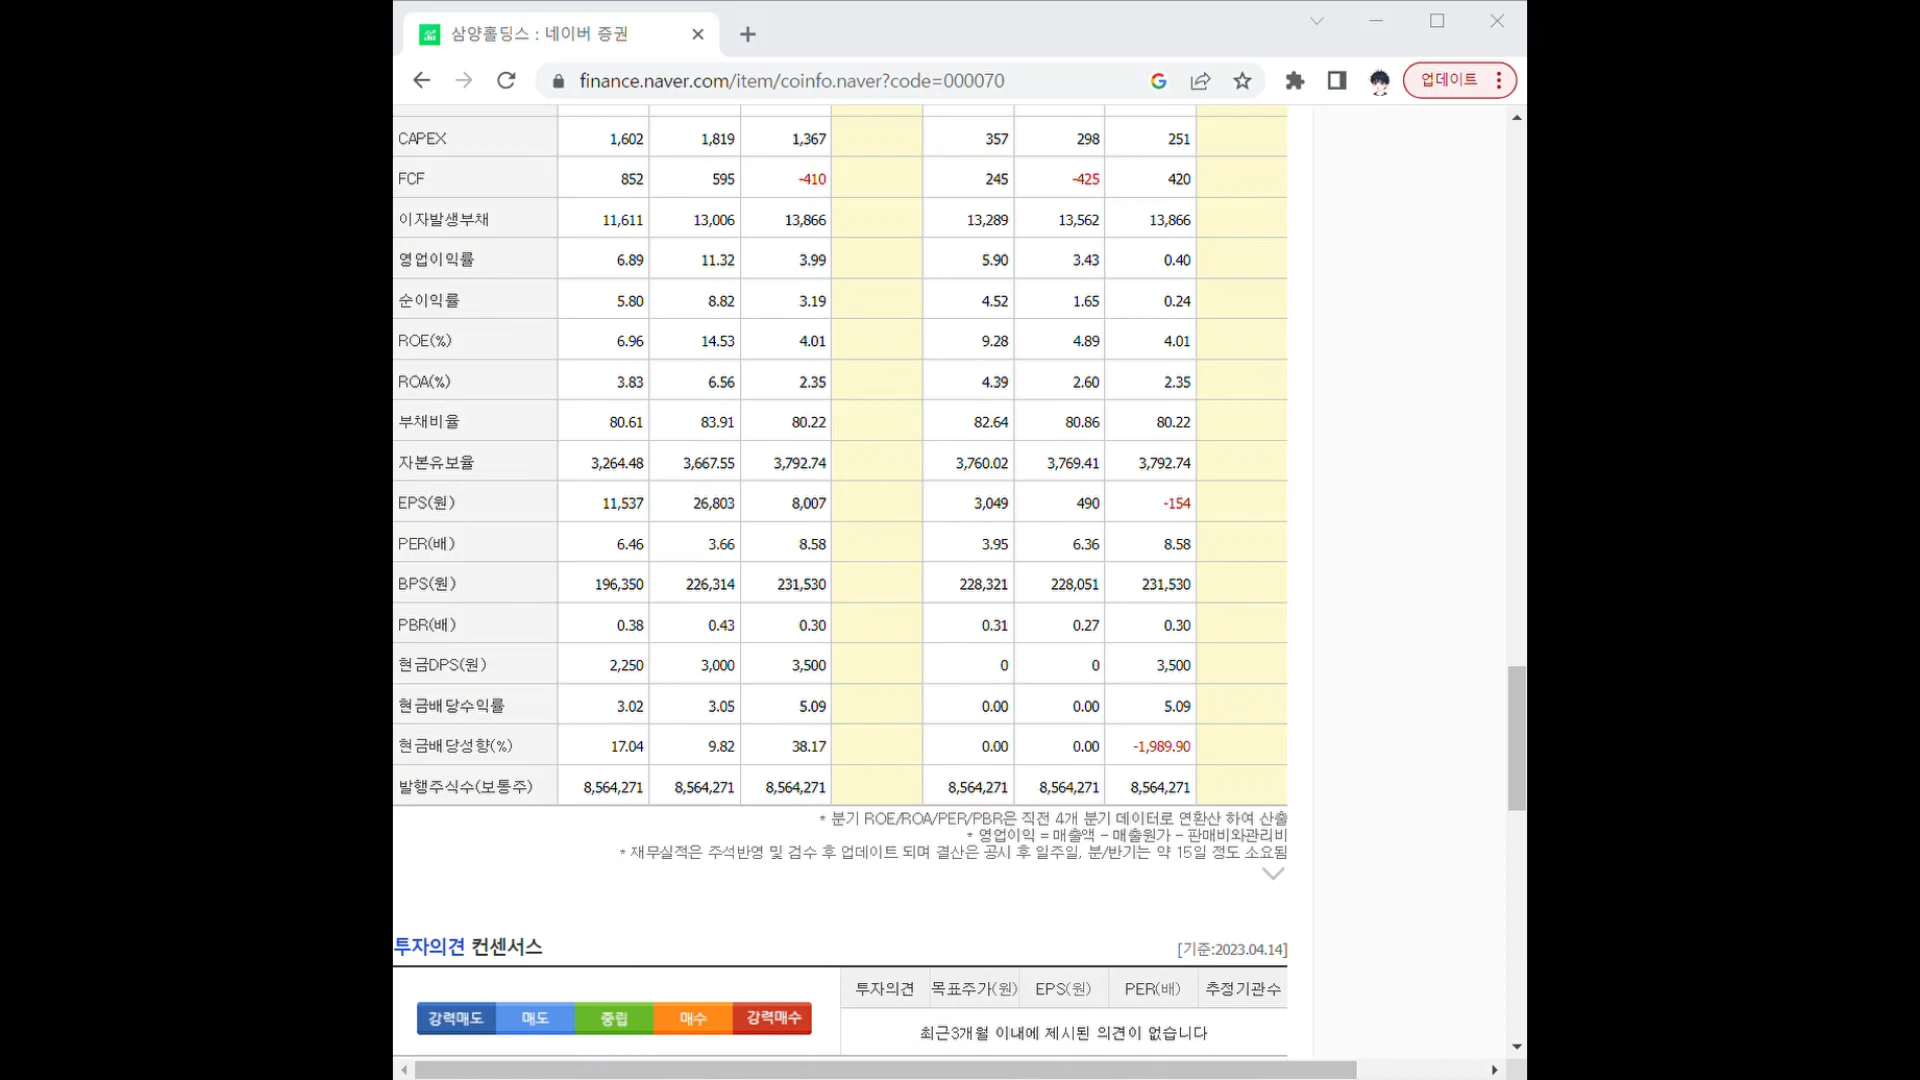 삼양홀딩스 : 네이버 증권
finance.naver.com/item/coinfo.naver?code=000070
업데이트
CAPEX 1,602 1,819 1,367 357 298 251
FCF 852 595 -410 245 -425 420
이자발생부채 11,611 13,006 13,866 13,289 13,562 13,866
영업이익률 6.89 11.32 3.99 5.90 3.43 0.40
순이익률 5.80 8.82 3.19 4.52 1.65 0.24
ROE(%) 6.96 14.53 4.01 9.28 4.89 4.01
ROA(%) 3.83 6.56 2.35 4.39 2.60 2.35
부채비율 80.61 83.91 80.22 82.64 80.86 80.22
자본유보율 3,264.48 3,667.55 3,792.74 3,760.02 3,769.41 3,792.74
EPS(원) 11,537 26,803 8,007 3,049 490 -154
PER(배) 6.46 3.66 8.58 3.95 6.36 8.58
BPS(원) 196,350 226,314 231,530 228,321 228,051 231,530
PBR(배) 0.38 0.43 0.30 0.31 0.27 0.30
현금DPS(원) 2,250 3,000 3,500 0 0 3,500
현금배당수익률 3.02 3.05 5.09 0.00 0.00 5.09
현금배당성향(%) 17.04 9.82 38.17 0.00 0.00 -1,989.90
발행주식수(보통주) 8,564,271 8,564,271 8,564,271 8,564,271 8,564,271 8,564,271
* 분기 ROE/ROA/PER/PBR은 직전 4개 분기 데이터로 연환산 하여 산출
* 영업이익 = 매출액 - 매출원가 - 판매비와관리비
* 재무실적은 주석반영 및 검수 후 업데이트 되며 결산은 공시 후 일주일, 분/반기는 약 15일 정도 소요됨
투자의견 컨센서스 [기준:2023.04.14]
투자의견 목표주가(원) EPS(원) PER(배) 추정기관수
강력매도 매도 중립 매수 강력매수
최근3개월 이내에 제시된 의견이 없습니다